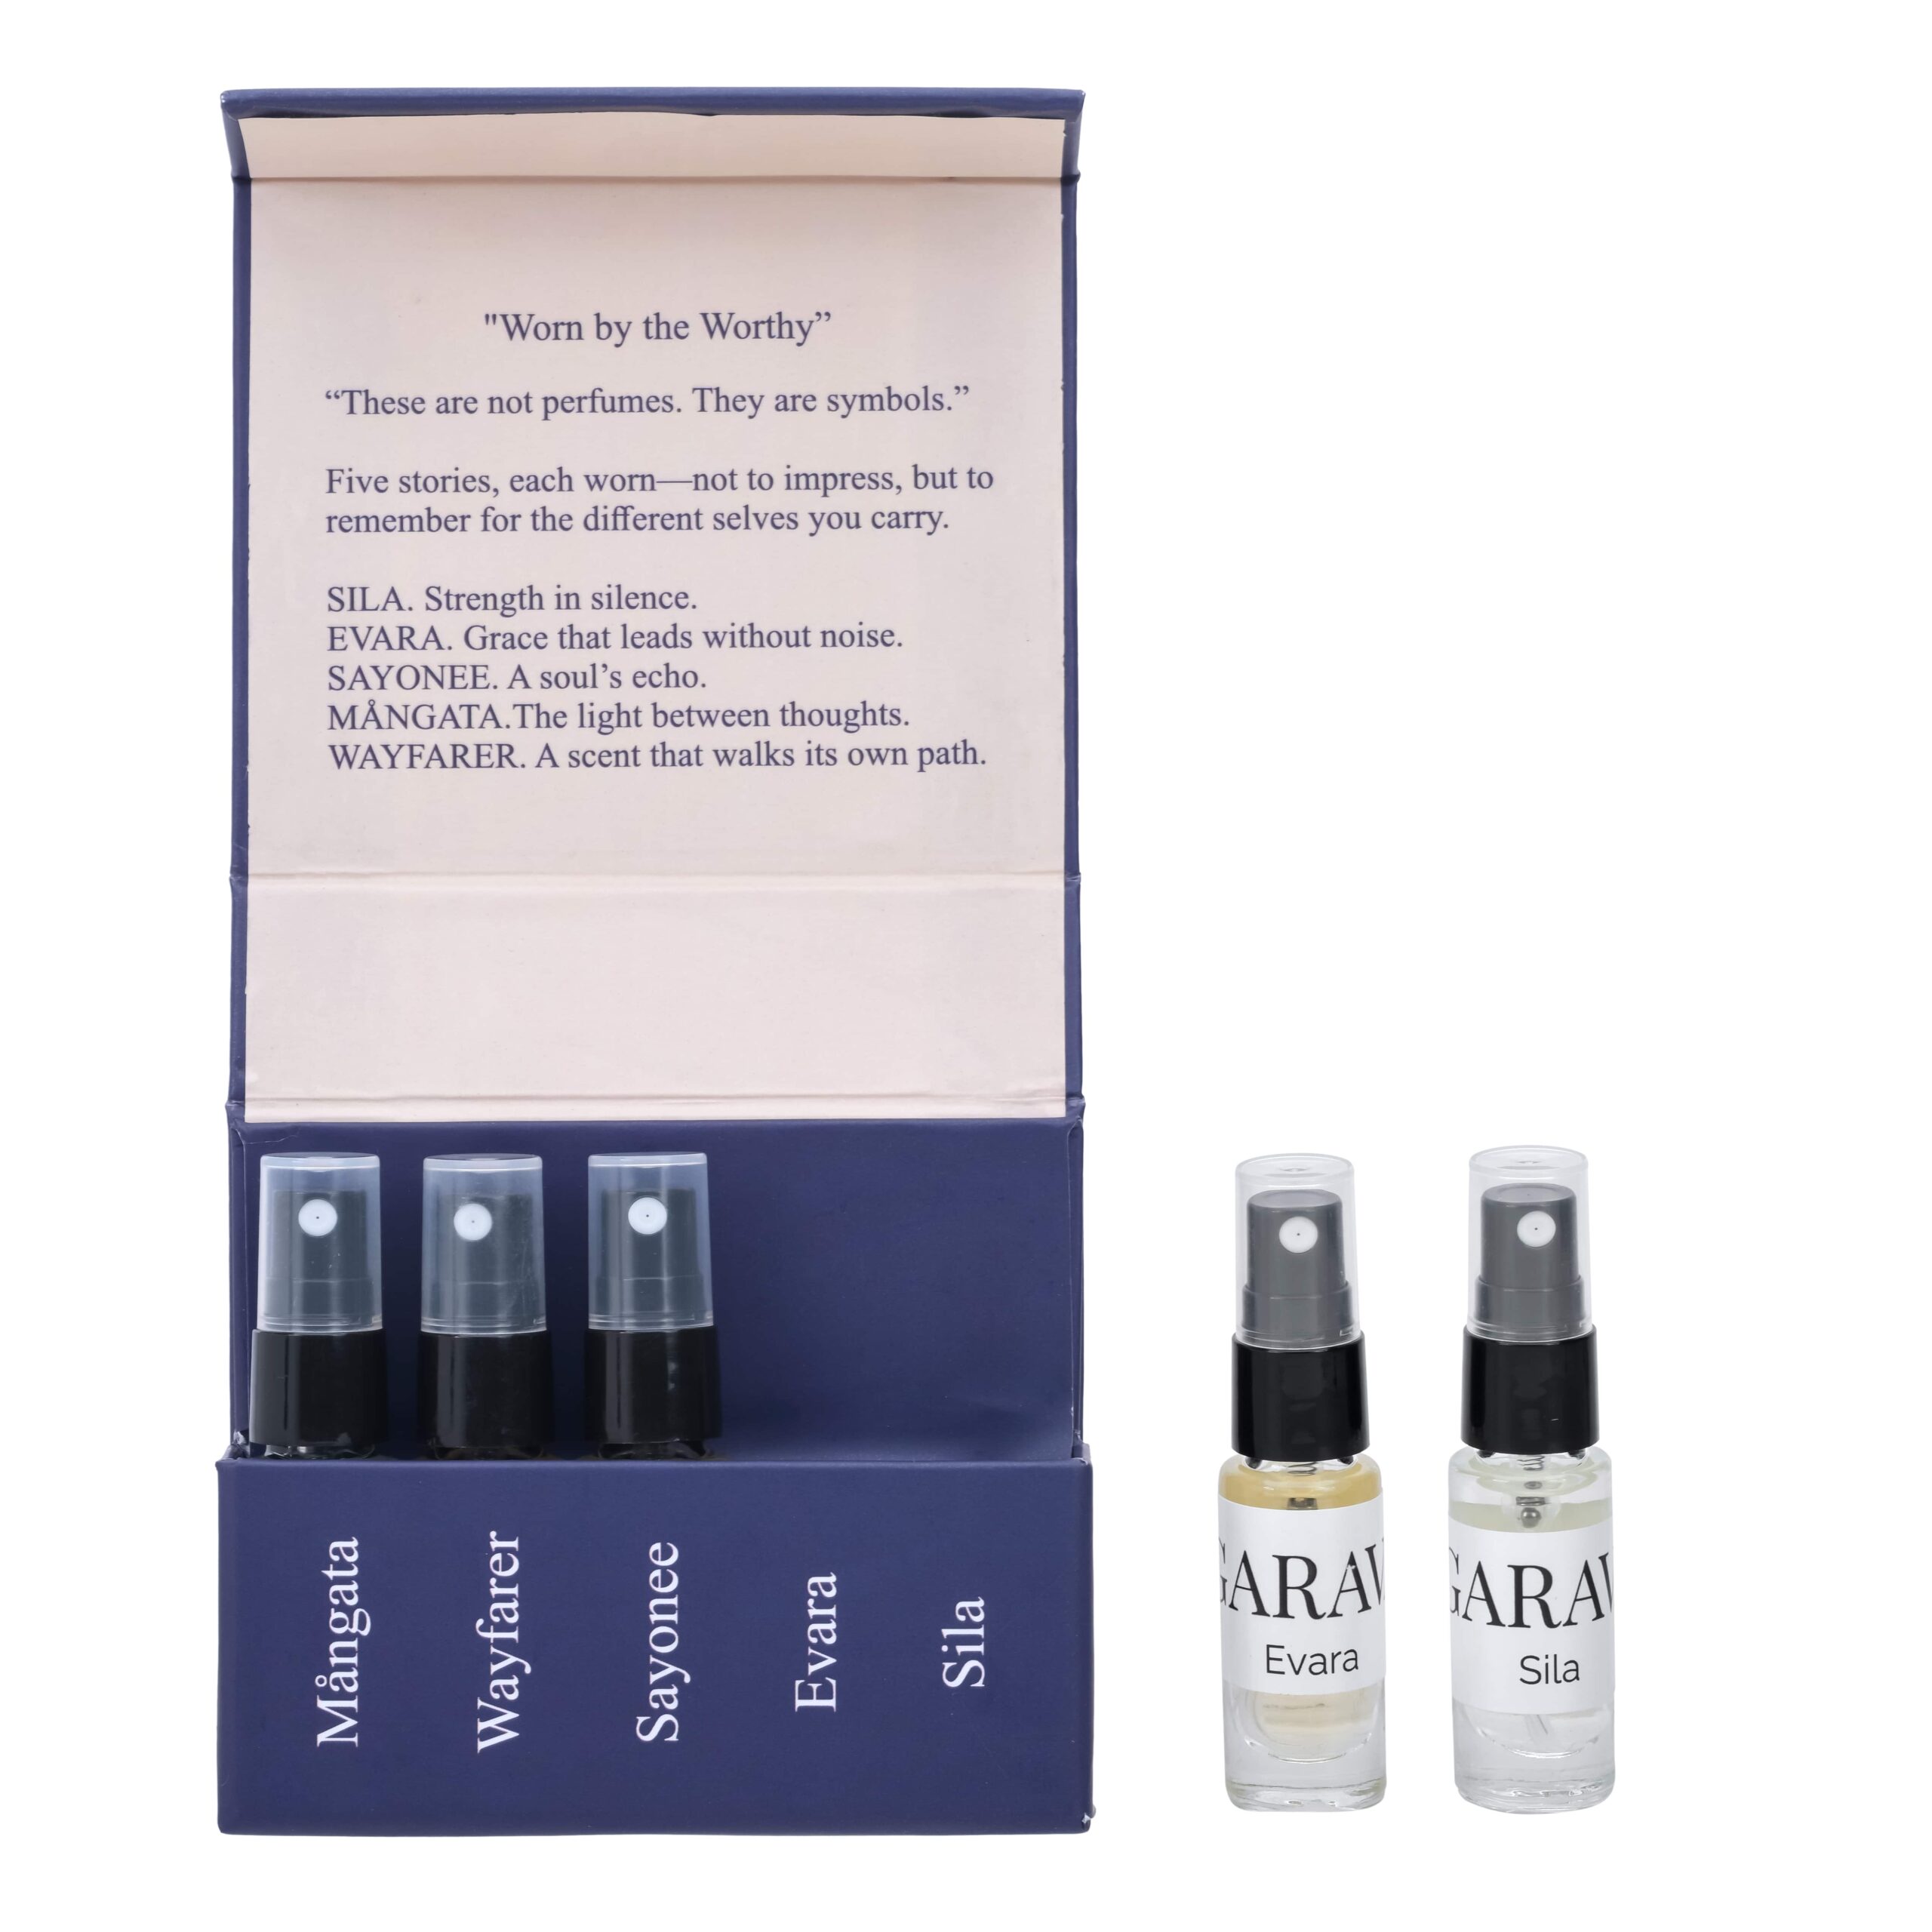 "Worn by the Worthy”
“These are not perfumes. They are symbols.”
Five stories, each worn—not to impress, but to
remember for the different selves you carry.
SILA. Strength in silence.
EVARA. Grace that leads without noise.
SAYONEE. A soul’s echo.
MÅNGATA.The light between thoughts.
WAYFARER. A scent that walks its own path.
Mångata
Wayfarer
Sayonee
Evara
Sila
GARAV
Evara
GARAV
Sila